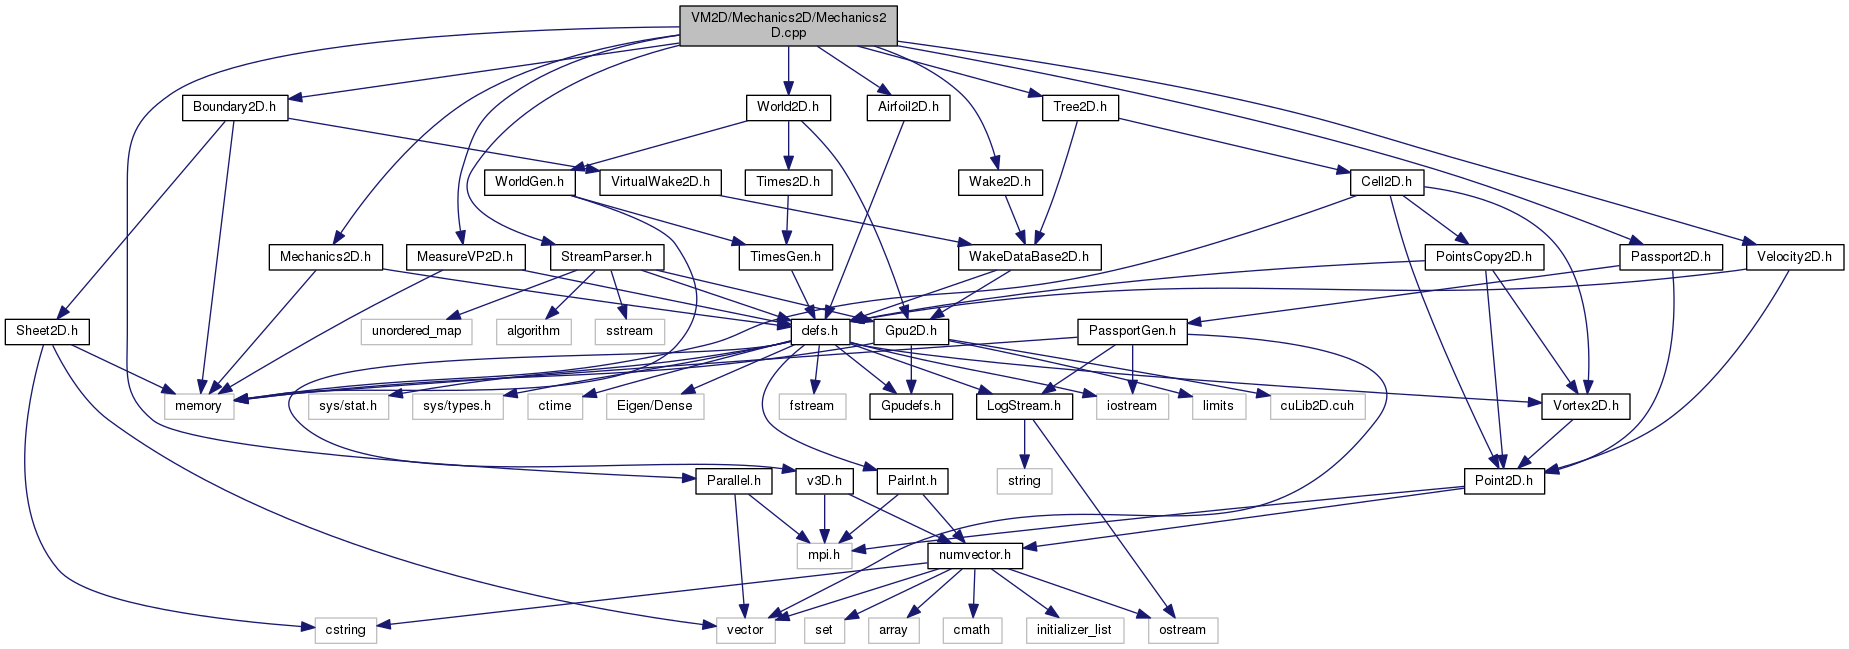 VM2D/Mechanics2D/Mechanics2
D.cpp
Boundary2D.h
World2D.h
Airfoil2D.h
Tree2D.h
WorldGen.h
VirtualWake2D.h
Times2D.h
Wake2D.h
Cell2D.h
Mechanics2D.h
MeasureVP2D.h
StreamParser.h
TimesGen.h
WakeDataBase2D.h
PointsCopy2D.h
Passport2D.h
Velocity2D.h
Sheet2D.h
unordered_map
algorithm
sstream
defs.h
Gpu2D.h
PassportGen.h
memory
sys/stat.h
sys/types.h
ctime
Eigen/Dense
fstream
Gpudefs.h
LogStream.h
iostream
limits
cuLib2D.cuh
Vortex2D.h
Parallel.h
v3D.h
PairInt.h
string
Point2D.h
mpi.h
numvector.h
cstring
vector
set
array
cmath
initializer_list
ostream